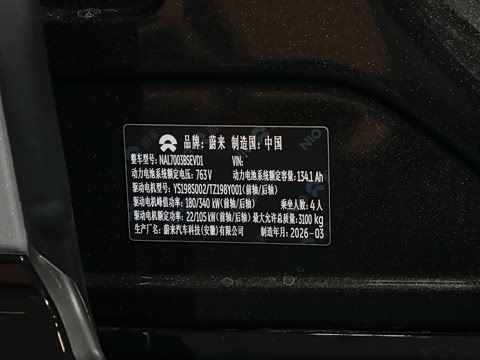 品牌：蔚来 制造国：中国
整车型号：NAL7003BSEVD1 VIN：
动力电池系统额定电压：763V 动力电池系统额定容量：134.1 Ah
驱动电机型号：YS198S002/TZ198Y001(前轴/后轴)
驱动电机峰值功率：180/340 kW(前轴/后轴) 乘坐人数：4人
驱动电机额定功率：22/105 kW(前轴/后轴) 最大允许总质量：3100 kg
生产厂名：蔚来汽车科技(安徽)有限公司 制造年月：2026-03
NIO